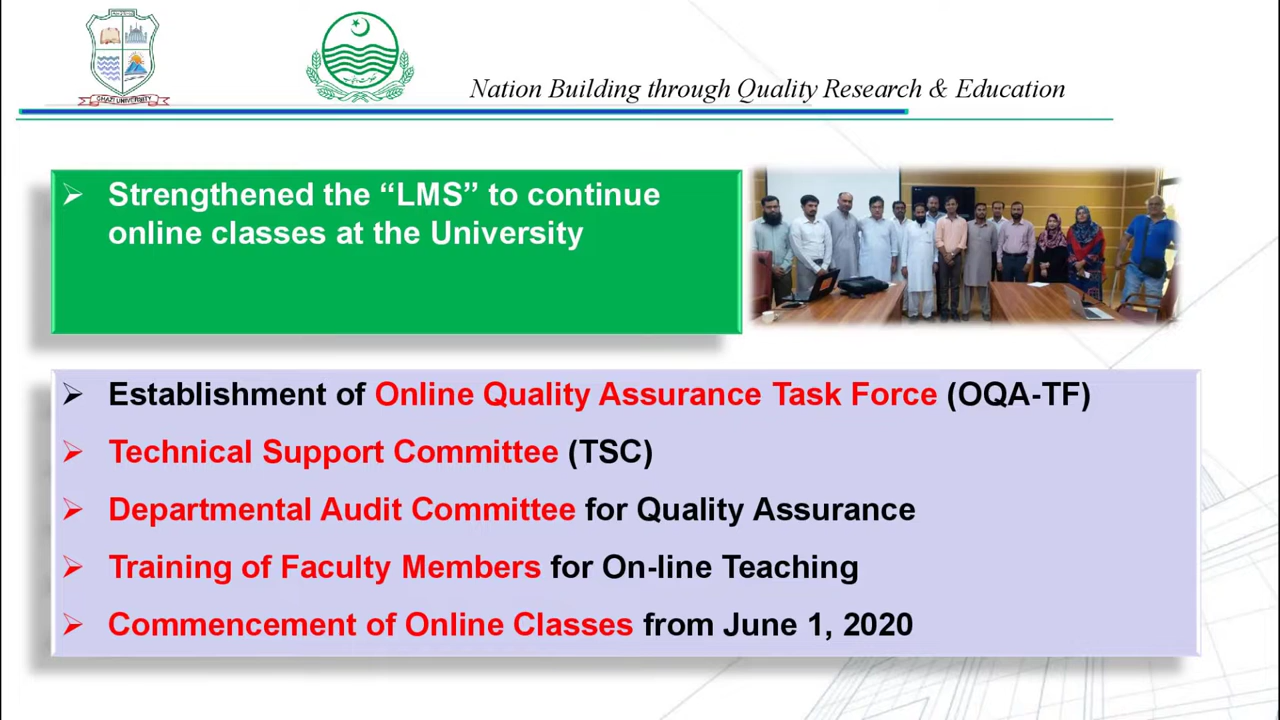 GHAZI UNIVERSITY
Nation Building through Quality Research & Education
Strengthened the “LMS” to continue
online classes at the University
Establishment of Online Quality Assurance Task Force (OQA-TF)
Technical Support Committee (TSC)
Departmental Audit Committee for Quality Assurance
Training of Faculty Members for On-line Teaching
Commencement of Online Classes from June 1, 2020